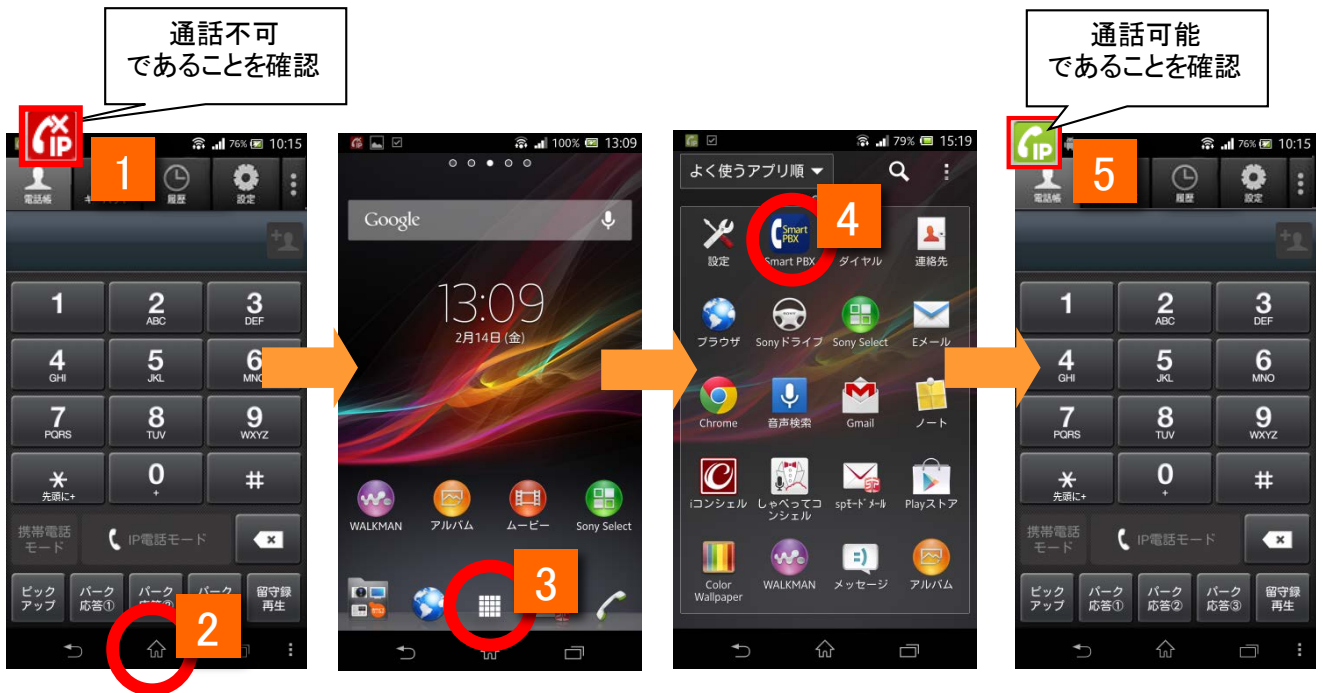 通話不可
であることを確認
通話可能
であることを確認
IP
1
76% 10:15
電話帳
履歴
設定
1
2
ABC
3
DEF
4
GHI
5
JKL
6
7
PQRS
8
TUV
9
WXYZ
先頭に+
0
+
#
携帯電話
モード
IP電話モード
ピック
アップ
パーク
応答①
パーク
パーク
留守録
再生
2
100% 13:09
Google
13:09
2月14日 (金)
WALKMAN
アルバム
ムービー
Sony Select
3
79% 15:19
よく使うアプリ順
4
設定
Smart
PBX
Smart PBX
ダイヤル
連絡先
ブラウザ
Sonyドライブ
Sony Select
Eメール
Chrome
音声検索
Gmail
ノート
iコンシェル
しゃべってコ
ンシェル
spモードメール
Playストア
Color
Wallpaper
WALKMAN
メッセージ
アルバム
IP
5
76% 10:15
電話帳
履歴
設定
1
2
ABC
3
DEF
4
GHI
5
JKL
6
MNO
7
PQRS
8
TUV
9
WXYZ
先頭に+
0
+
#
携帯電話
モード
IP電話モード
ピック
アップ
パーク
応答①
パーク
応答②
パーク
応答③
留守録
再生